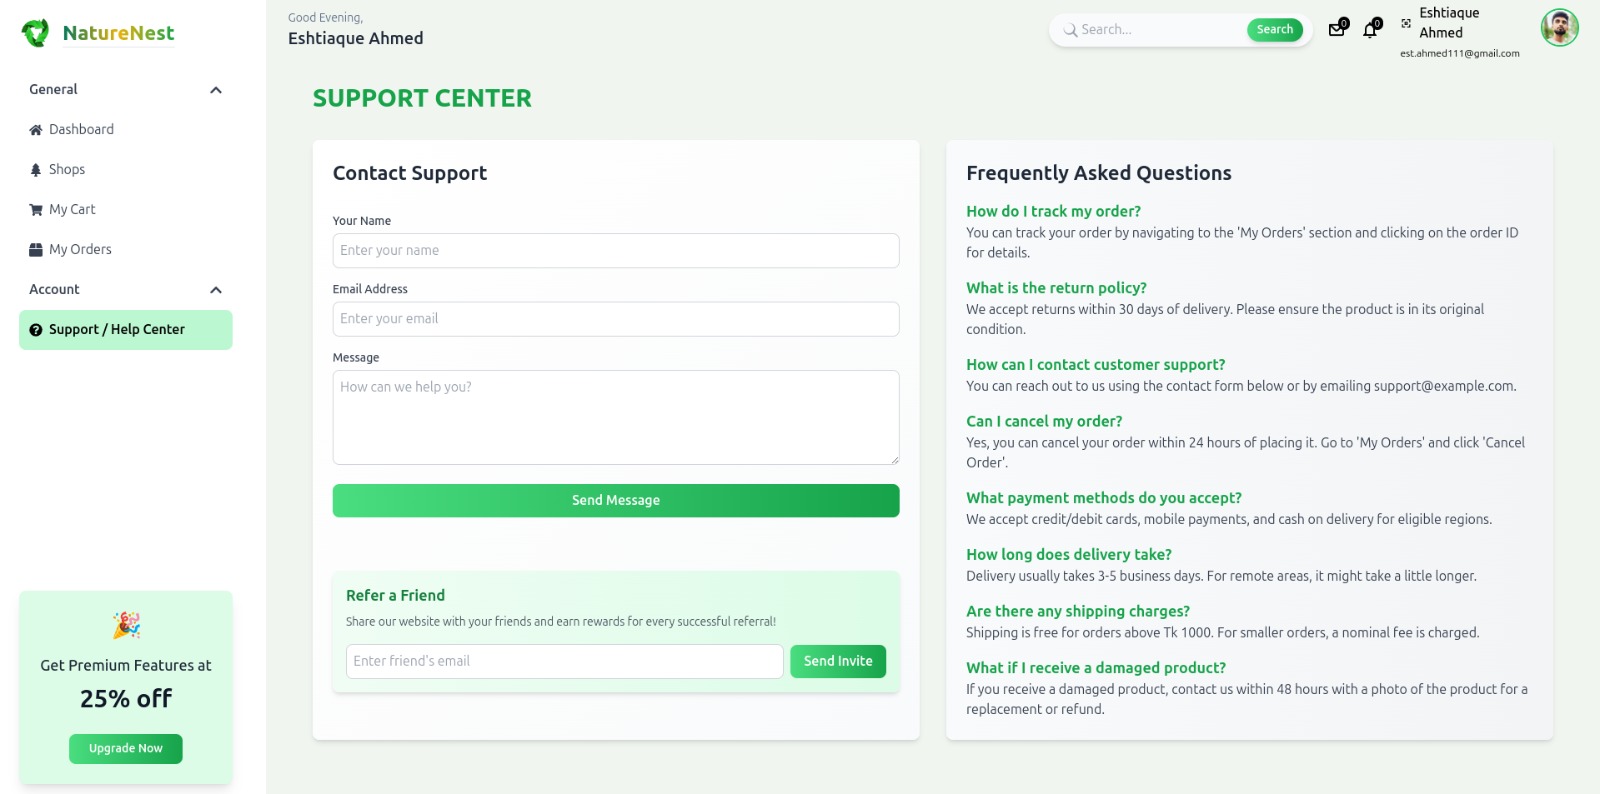 NatureNest
General
Dashboard
Shops
My Cart
My Orders
Account
Support / Help Center
Get Premium Features at
25% off
Upgrade Now
Good Evening,
Eshtiaque Ahmed
Search...
Search
0
0
Eshtiaque
Ahmed
est.ahmed111@gmail.com
SUPPORT CENTER
Contact Support
Your Name
Enter your name
Email Address
Enter your email
Message
How can we help you?
Send Message
Refer a Friend
Share our website with your friends and earn rewards for every successful referral!
Enter friend's email
Send Invite
Frequently Asked Questions
How do I track my order?
You can track your order by navigating to the 'My Orders' section and clicking on the order ID
for details.
What is the return policy?
We accept returns within 30 days of delivery. Please ensure the product is in its original
condition.
How can I contact customer support?
You can reach out to us using the contact form below or by emailing support@example.com.
Can I cancel my order?
Yes, you can cancel your order within 24 hours of placing it. Go to 'My Orders' and click 'Cancel
Order'.
What payment methods do you accept?
We accept credit/debit cards, mobile payments, and cash on delivery for eligible regions.
How long does delivery take?
Delivery usually takes 3-5 business days. For remote areas, it might take a little longer.
Are there any shipping charges?
Shipping is free for orders above Tk 1000. For smaller orders, a nominal fee is charged.
What if I receive a damaged product?
If you receive a damaged product, contact us within 48 hours with a photo of the product for a
replacement or refund.